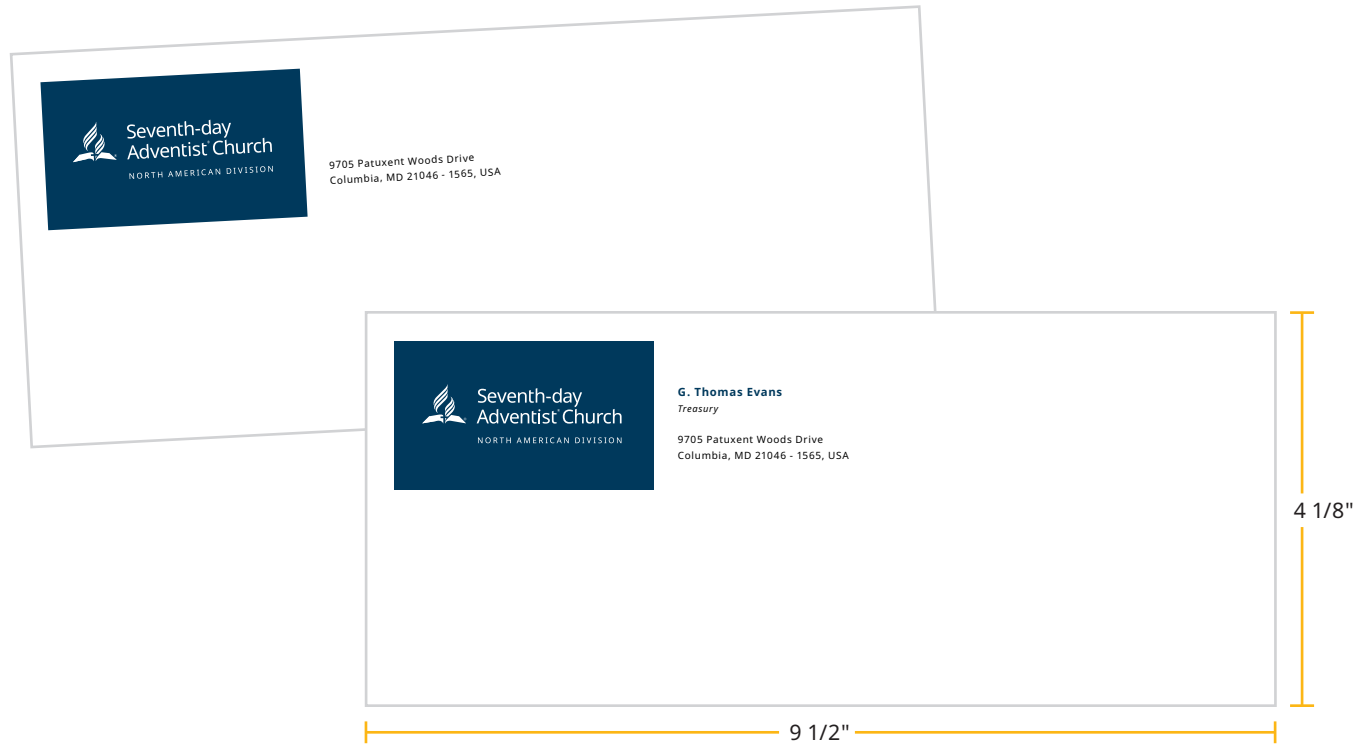 Seventh-day
Adventist® Church
NORTH AMERICAN DIVISION
9705 Patuxent Woods Drive
Columbia, MD 21046 - 1565, USA
Seventh-day
Adventist® Church
NORTH AMERICAN DIVISION
G. Thomas Evans
Treasury
9705 Patuxent Woods Drive
Columbia, MD 21046 - 1565, USA
4 1/8"
9 1/2"